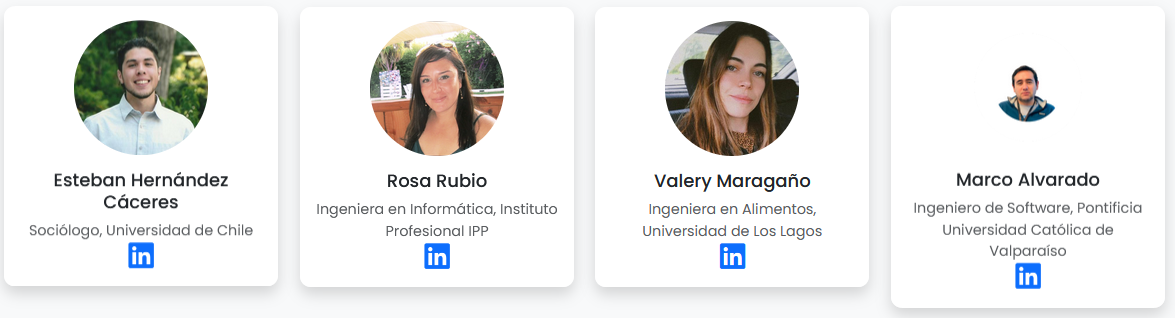 Esteban Hernández
Cáceres
Sociólogo, Universidad de Chile
in
Rosa Rubio
Ingeniera en Informática, Instituto
Profesional IPP
in
Valery Maragaño
Ingeniera en Alimentos,
Universidad de Los Lagos
in
Marco Alvarado
Ingeniero de Software, Pontificia
Universidad Católica de
Valparaíso
in